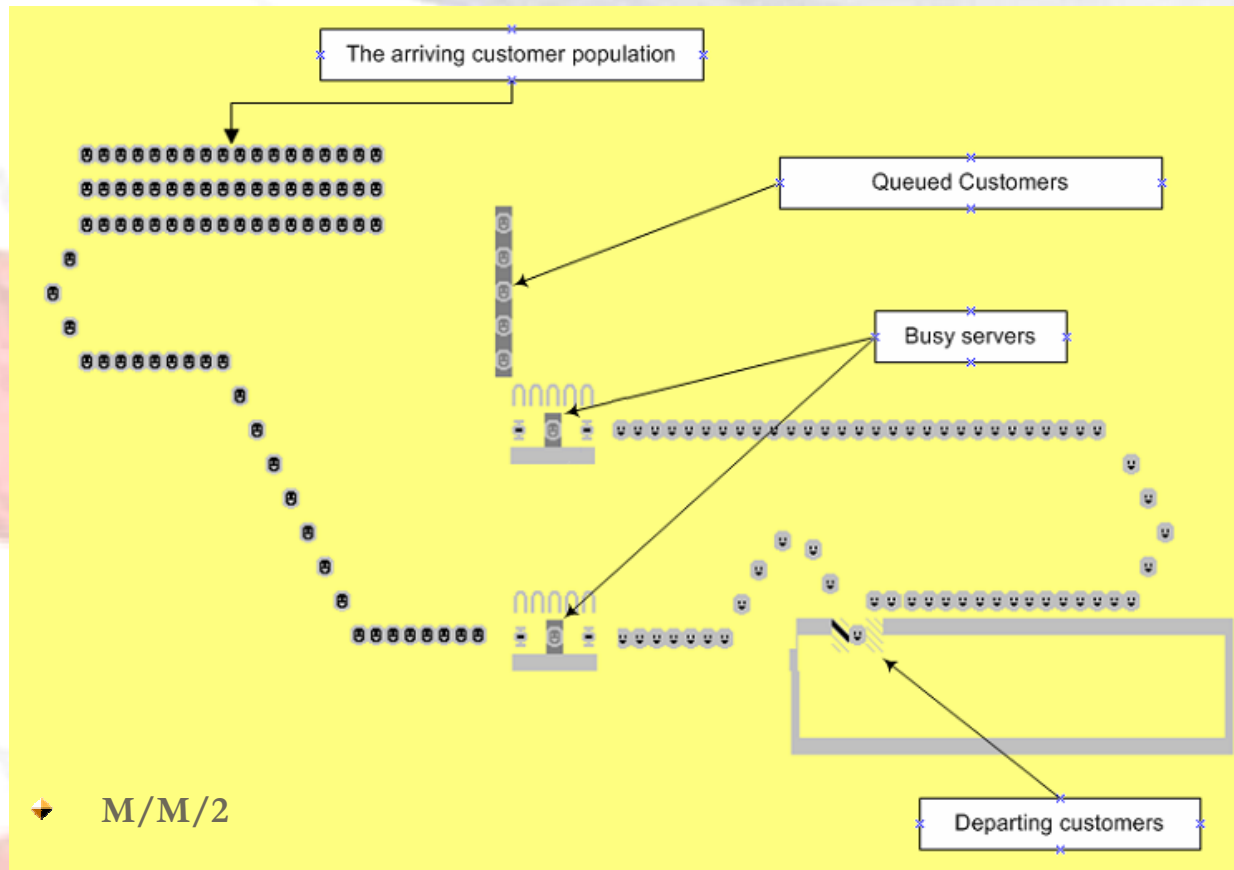 The arriving customer population
Queued Customers
Busy servers
M/M/2
Departing customers